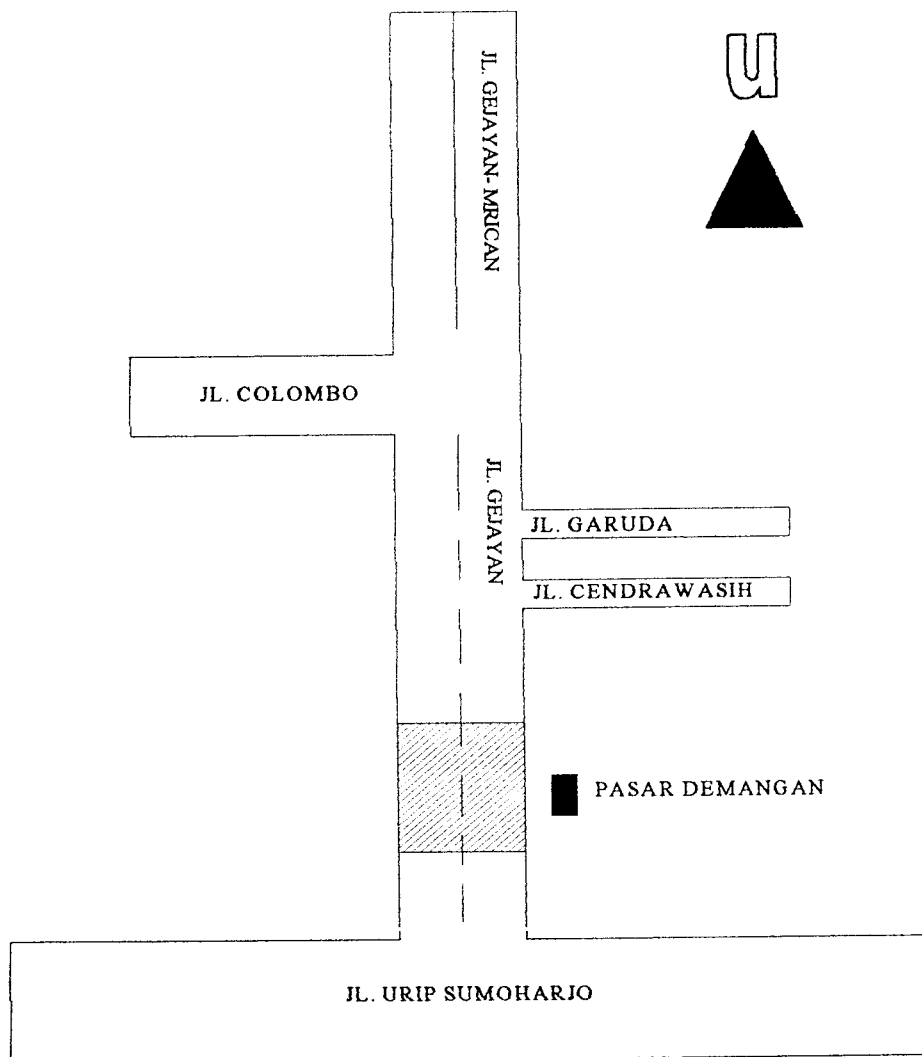 u
JL. GEJAYAN- MRICAN
JL. COLOMBO
JL. GEJAYAN
JL. GARUDA
JL. CENDRAWASIH
PASAR DEMANGAN
JL. URIP SUMOHARJO